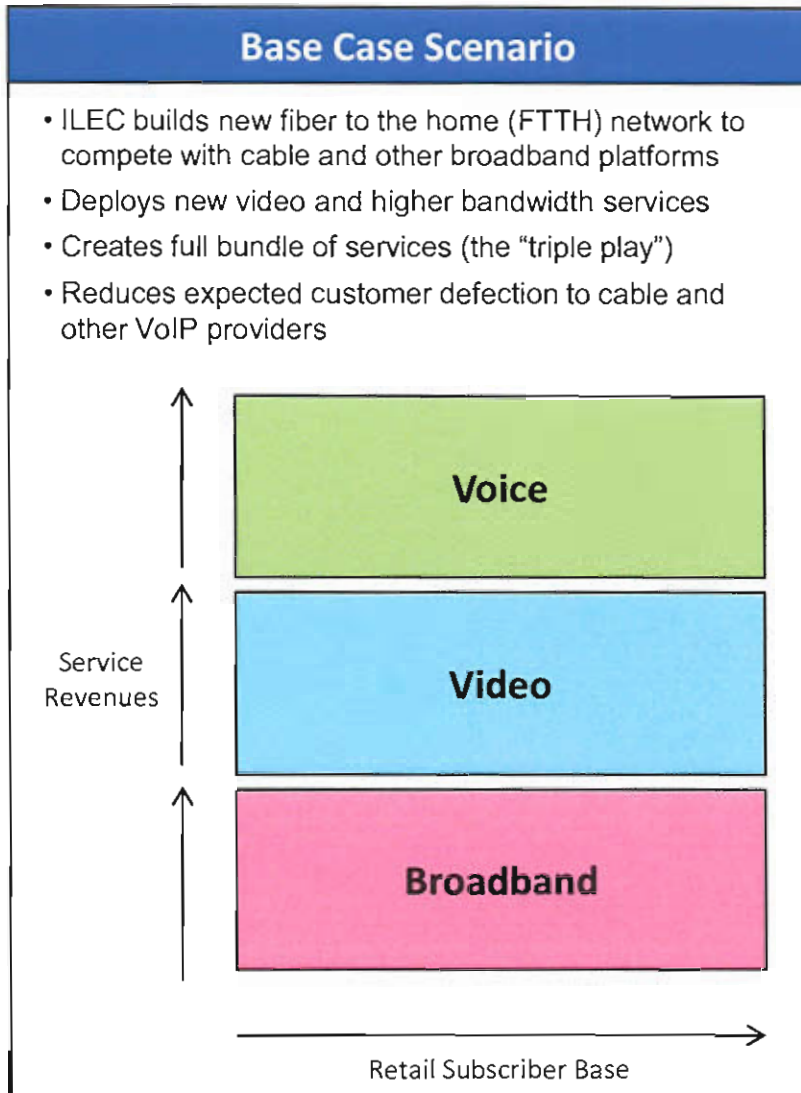 Base Case Scenario
• ILEC builds new fiber to the home (FTTH) network to
compete with cable and other broadband platforms
• Deploys new video and higher bandwidth services
• Creates full bundle of services (the “triple play”)
• Reduces expected customer defection to cable and
other VoIP providers
Voice
Service
Revenues
Video
Broadband
Retail Subscriber Base